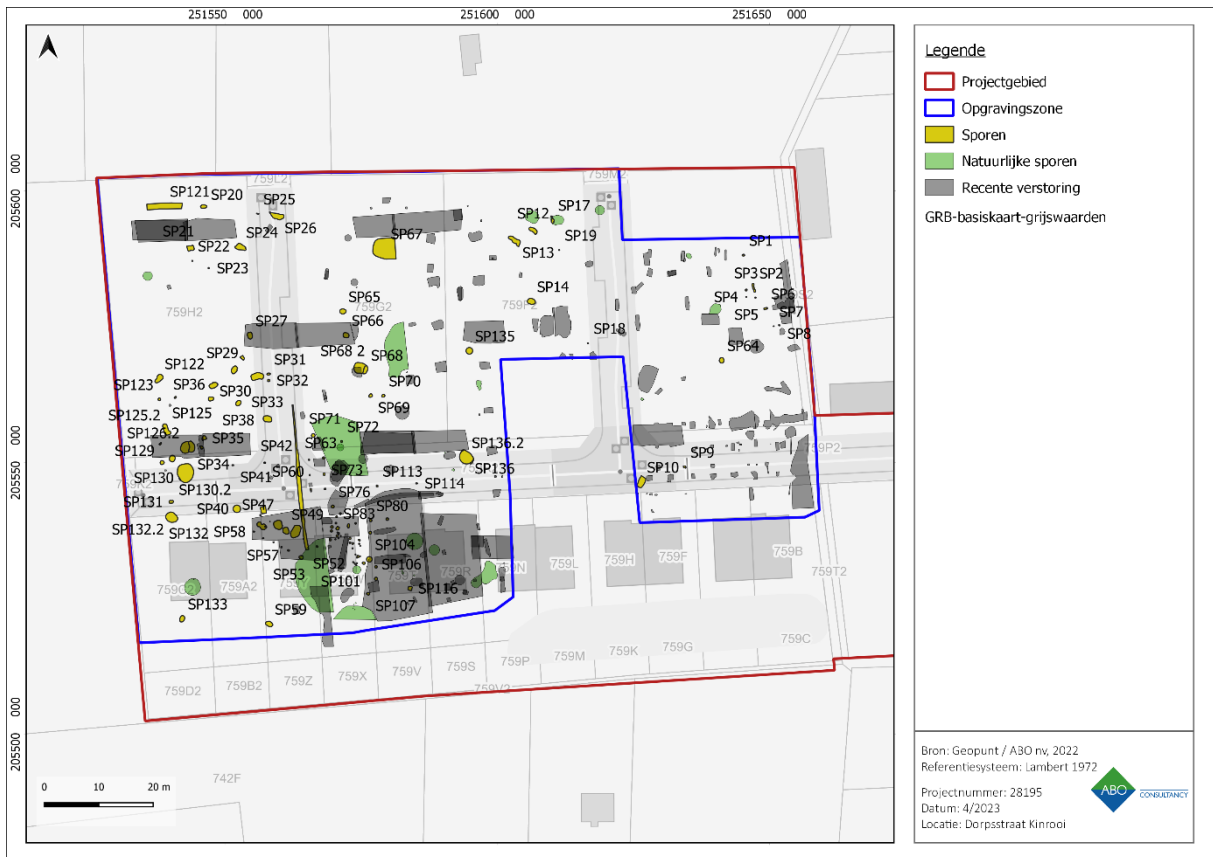 251550 000
251600 000
251650 000
000
205600
000
205550
000
205500
759L2
759M2
SP121
SP20
SP25
SP26
SP21
SP22
SP24
SP23
SP67
SP12
SP17
SP19
SP13
SP14
SP1
SP3
SP2
SP4
SP5
SP6
SP7
SP8
SP64
SP65
SP66
759G2
759F2
759H2
SP18
SP135
SP27
SP29
SP31
SP32
SP68 2
SP68
SP70
SP69
SP122
SP123
SP36
SP30
SP33
SP125.2
SP125
SP38
SP126.2
SP35
SP129
SP34
SP42
SP71
SP72
SP63
SP73
SP136.2
SP136
SP113
SP114
SP9
SP10
759P2
SP130
SP130.2
SP41
SP60
SP76
SP131
SP40
SP47
SP49
SP83
SP80
SP132.2
SP132
SP58
SP57
SP53
SP52
SP101
SP104
SP106
SP116
SP107
SP133
SP59
759A2
759R
759N
759L
759H
759F
759B
759T2
759C
759G
759K
759M
759P
759S
759V
759X
759Z
759B2
759D2
759V2
742F
0 10 20 m
Legende
Projectgebied
Opgravingszone
Sporen
Natuurlijke sporen
Recente verstoring
GRB-basiskaart-grijswaarden
Bron: Geopunt / ABO nv, 2022
Referentiesysteem: Lambert 1972
Projectnummer: 28195
Datum: 4/2023
Locatie: Dorpsstraat Kinrooi
ABO
CONSULTANCY